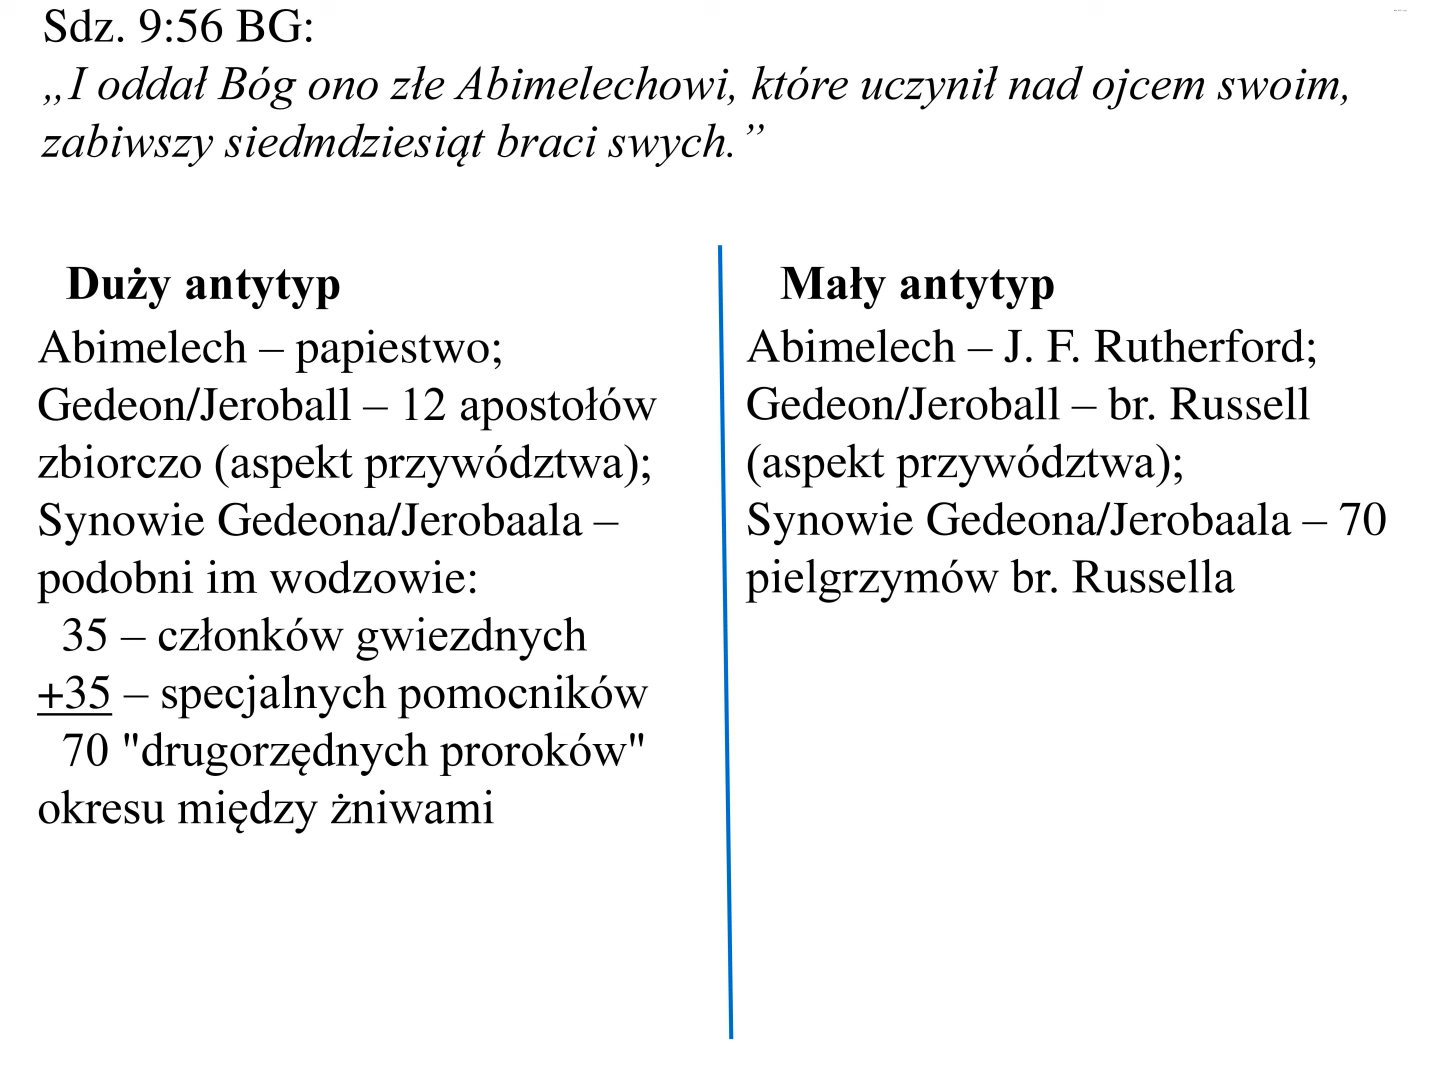 Sdz. 9:56 BG:
„I oddał Bóg ono złe Abimelechowi, które uczynił nad ojcem swoim,
zabiwszy siedmdziesiąt braci swych.”
Duży antytyp
Abimelech – papiestwo;
Gedeon/Jeroball – 12 apostołów
zbiorczo (aspekt przywództwa);
Synowie Gedeona/Jerobaala –
podobni im wodzowie:
35 – członków gwiezdnych
+35 – specjalnych pomocników
70 "drugorzędnych proroków"
okresu między żniwami
Mały antytyp
Abimelech – J. F. Rutherford;
Gedeon/Jeroball – br. Russell
(aspekt przywództwa);
Synowie Gedeona/Jerobaala – 70
pielgrzymów br. Russella